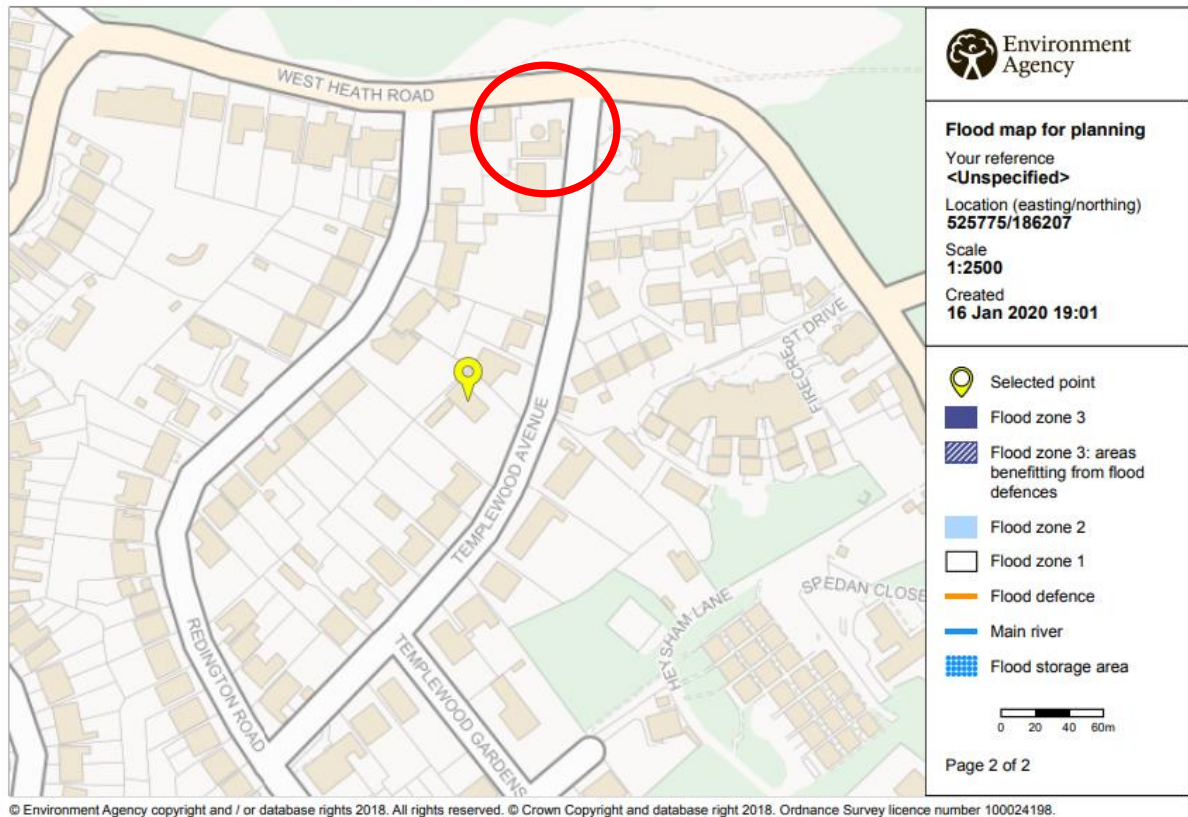 WEST HEATH ROAD
FIRECREST DRIVE
TEMPLEWOOD AVENUE
SPEDAN CLOSE
HEYSHAM LANE
REDINGTON ROAD
TEMPLEWOOD GARDENS
Environment
Agency
Flood map for planning
Your reference
<Unspecified>
Location (easting/northing)
525775/186207
Scale
1:2500
Created
16 Jan 2020 19:01
Selected point
Flood zone 3
Flood zone 3: areas
benefitting from flood
defences
Flood zone 2
Flood zone 1
Flood defence
Main river
Flood storage area
0 20 40 60m
Page 2 of 2
© Environment Agency copyright and / or database rights 2018. All rights reserved. © Crown Copyright and database right 2018. Ordnance Survey licence number 100024198.